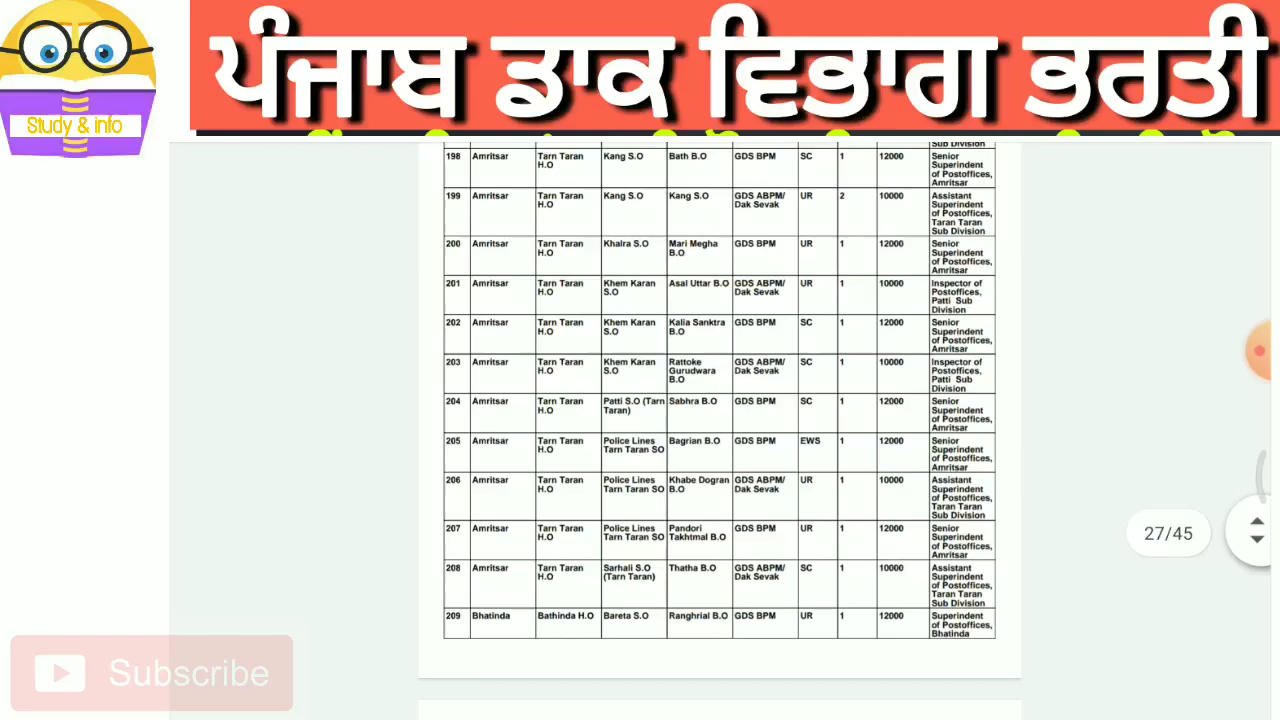 ਪੰਜਾਬ ਡਾਕ ਵਿਭਾਗ ਭਰਤੀ
Study & info
Sub Division
198 Amritsar Tarn Taran H.O Kang S.O Bath B.O GDS BPM SC 1 12000 Senior Superindent of Postoffices, Amritsar
199 Amritsar Tarn Taran H.O Kang S.O Kang S.O GDS ABPM/ Dak Sevak UR 2 10000 Assistant Superindent of Postoffices, Taran Taran Sub Division
200 Amritsar Tarn Taran H.O Khalra S.O Mari Megha B.O GDS BPM UR 1 12000 Senior Superindent of Postoffices, Amritsar
201 Amritsar Tarn Taran H.O Khem Karan S.O Asal Uttar B.O GDS ABPM/ Dak Sevak UR 1 10000 Inspector of Postoffices, Patti Sub Division
202 Amritsar Tarn Taran H.O Khem Karan S.O Kalia Sanktra B.O GDS BPM SC 1 12000 Senior Superindent of Postoffices, Amritsar
203 Amritsar Tarn Taran H.O Khem Karan S.O Rattoke Gurudwara B.O GDS ABPM/ Dak Sevak SC 1 10000 Inspector of Postoffices, Patti Sub Division
204 Amritsar Tarn Taran H.O Patti S.O (Tarn Taran) Sabhra B.O GDS BPM SC 1 12000 Senior Superindent of Postoffices, Amritsar
205 Amritsar Tarn Taran H.O Police Lines Tarn Taran SO Bagrian B.O GDS BPM EWS 1 12000 Senior Superindent of Postoffices, Amritsar
206 Amritsar Tarn Taran H.O Police Lines Tarn Taran SO Khabe Dogran B.O GDS ABPM/ Dak Sevak UR 1 10000 Assistant Superindent of Postoffices, Taran Taran Sub Division
207 Amritsar Tarn Taran H.O Police Lines Tarn Taran SO Pandori Takhtmal B.O GDS BPM UR 1 12000 Senior Superindent of Postoffices, Amritsar
208 Amritsar Tarn Taran H.O Sarhali S.O (Tarn Taran) Thatha B.O GDS ABPM/ Dak Sevak SC 1 10000 Assistant Superindent of Postoffices, Taran Taran Sub Division
209 Bhatinda Bathinda H.O Bareta S.O Ranghrial B.O GDS BPM UR 1 12000 Superindent of Postoffices, Bhatinda
27/45
Subscribe